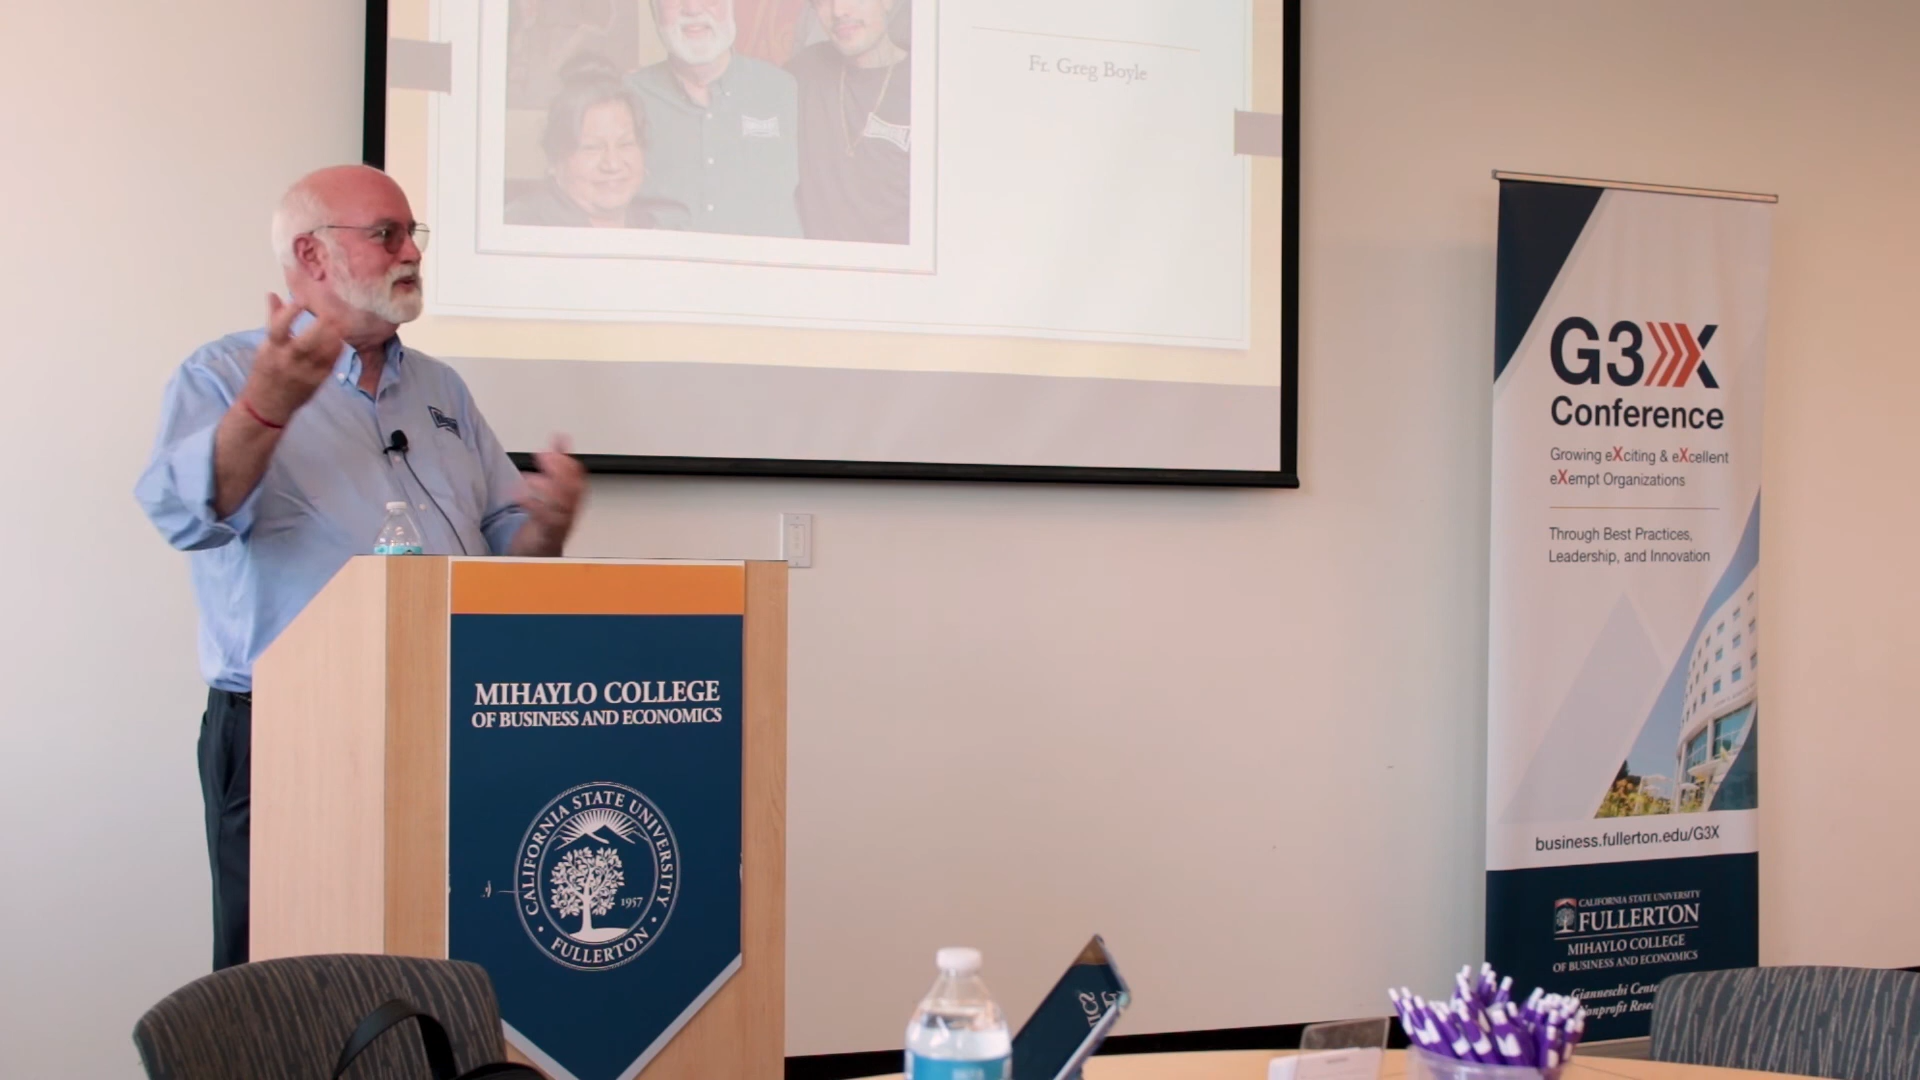 Fr. Greg Boyle
MIHAYLO COLLEGE
OF BUSINESS AND ECONOMICS
CALIFORNIA STATE UNIVERSITY
1957
FULLERTON
G3X
Conference
Growing eXciting & eXcellent
eXempt Organizations
Through Best Practices,
Leadership, and Innovation
business.fullerton.edu/G3X
CALIFORNIA STATE UNIVERSITY
FULLERTON
MIHAYLO COLLEGE
OF BUSINESS AND ECONOMICS
Gianneschi